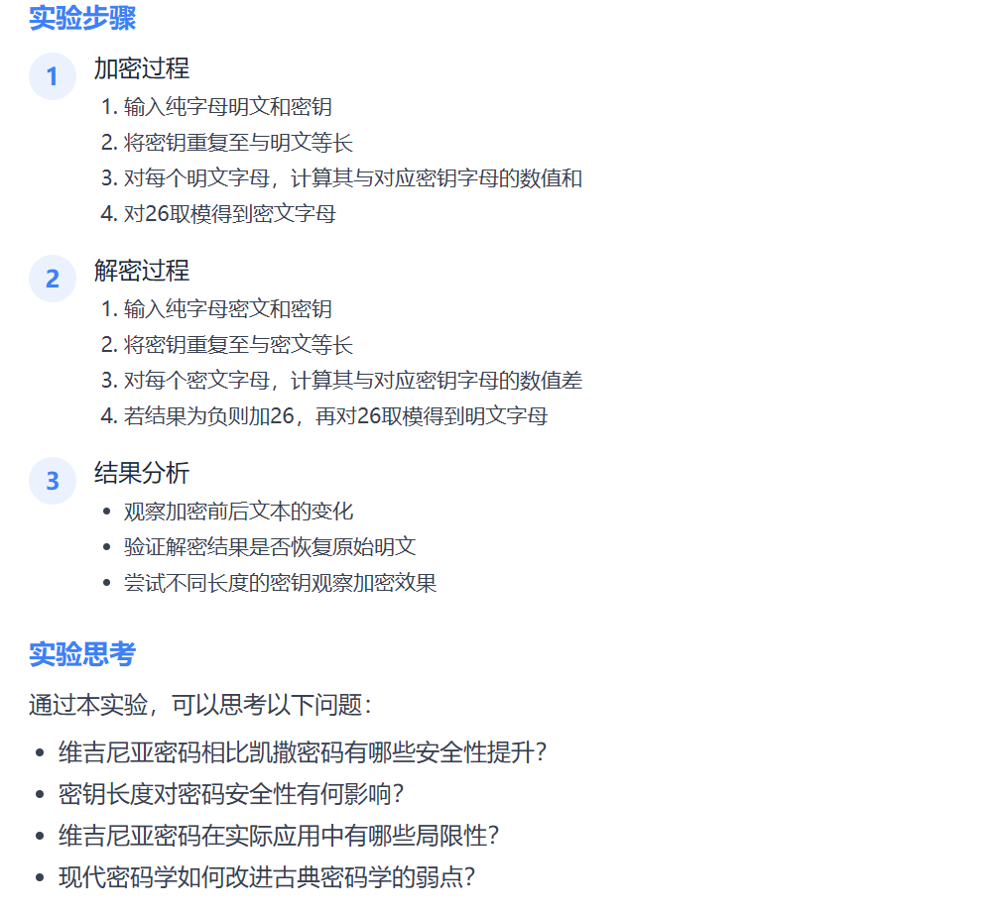 实验步骤
1 加密过程
1. 输入纯字母明文和密钥
2. 将密钥重复至与明文等长
3. 对每个明文字母，计算其与对应密钥字母的数值和
4. 对26取模得到密文字母
2 解密过程
1. 输入纯字母密文和密钥
2. 将密钥重复至与密文等长
3. 对每个密文字母，计算其与对应密钥字母的数值差
4. 若结果为负则加26，再对26取模得到明文字母
3 结果分析
• 观察加密前后文本的变化
• 验证解密结果是否恢复原始明文
• 尝试不同长度的密钥观察加密效果
实验思考
通过本实验，可以思考以下问题：
• 维吉尼亚密码相比凯撒密码有哪些安全性提升？
• 密钥长度对密码安全性有何影响？
• 维吉尼亚密码在实际应用中有哪些局限性？
• 现代密码学如何改进古典密码学的弱点？